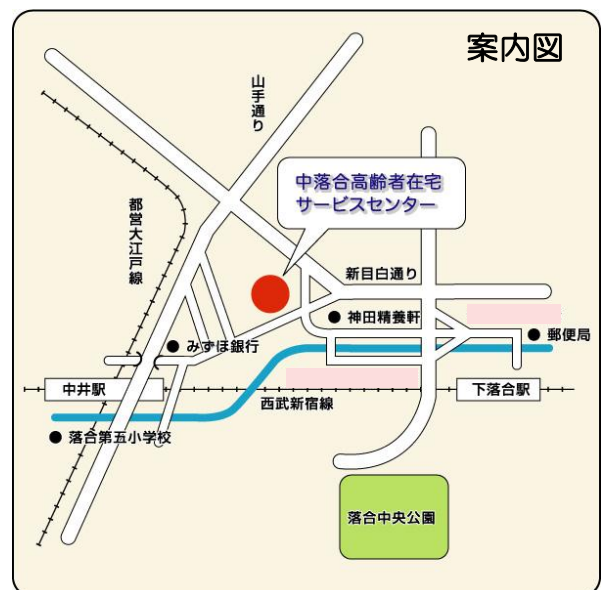 案内図
山手通り
中落合高齢者在宅
サービスセンター
都営大江戸線
新目白通り
神田精養軒
郵便局
みずほ銀行
中井駅
下落合駅
西武新宿線
落合第五小学校
落合中央公園